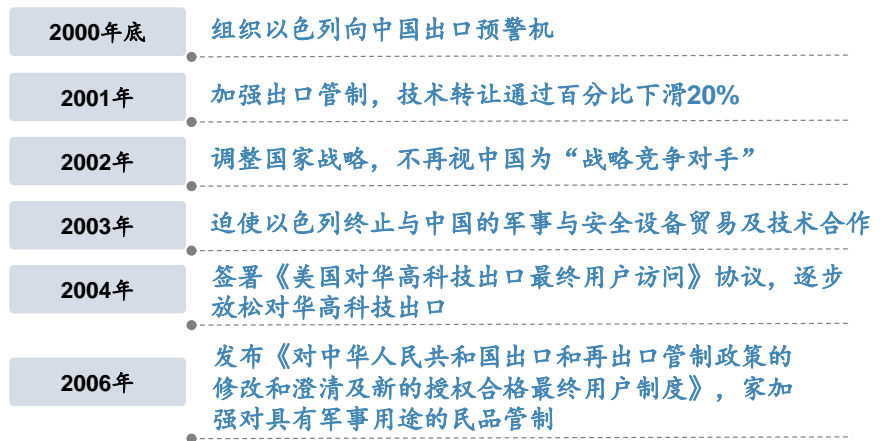 2000年底
组织以色列向中国出口预警机
2001年
加强出口管制，技术转让通过百分比下滑20%
2002年
调整国家战略，不再视中国为“战略竞争对手”
2003年
迫使以色列终止与中国的军事与安全设备贸易及技术合作
2004年
签署《美国对华高科技出口最终用户访问》协议，逐步
放松对华高科技出口
2006年
发布《对中华人民共和国出口和再出口管制政策的
修改和澄清及新的授权合格最终用户制度》，家加
强对具有军事用途的民品管制